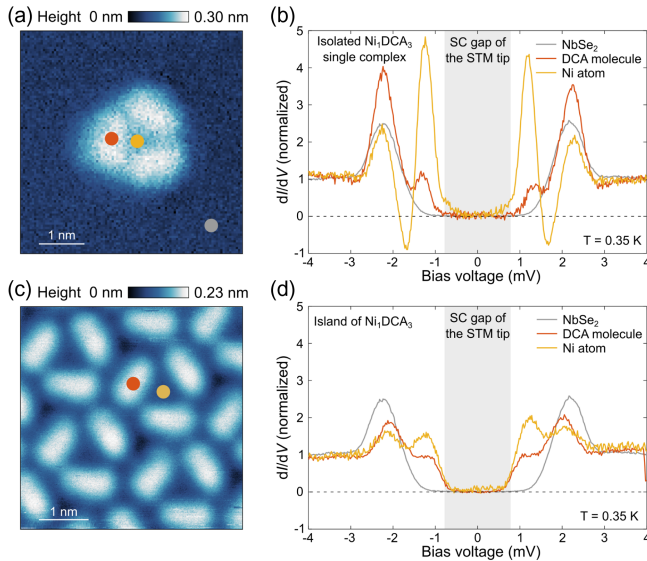 (a) Height 0 nm 0.30 nm
1 nm
(b)
Isolated Ni₁DCA₃
single complex
SC gap of
the STM tip
NbSe₂
DCA molecule
Ni atom
T = 0.35 K
dI/dV (normalized)
5
4
3
2
1
0
-1
-4 -3 -2 -1 0 1 2 3 4
Bias voltage (mV)
(c) Height 0 nm 0.23 nm
1 nm
(d)
Island of Ni₁DCA₃
SC gap of
the STM tip
NbSe₂
DCA molecule
Ni atom
T = 0.35 K
dI/dV (normalized)
5
4
3
2
1
0
-1
-4 -3 -2 -1 0 1 2 3 4
Bias voltage (mV)